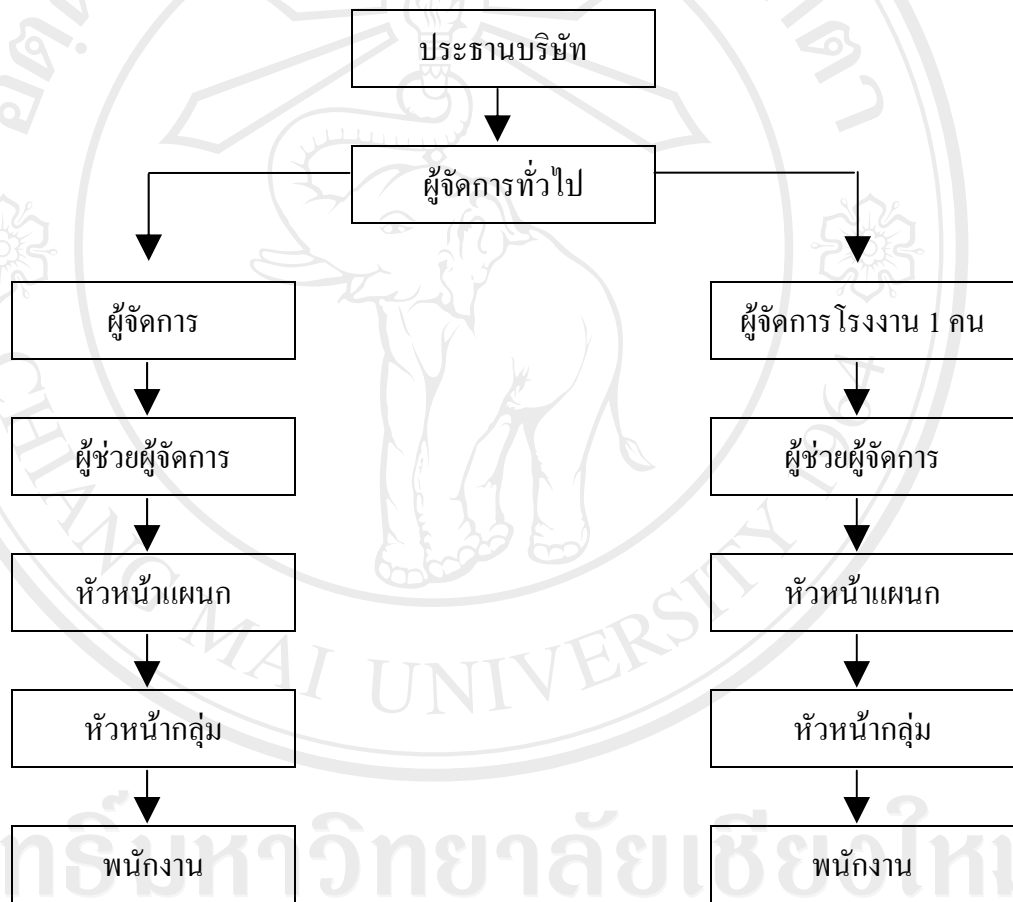 ประธานบริษัท
ผู้จัดการทั่วไป
ผู้จัดการ
ผู้จัดการโรงงาน 1 คน
ผู้ช่วยผู้จัดการ
ผู้ช่วยผู้จัดการ
หัวหน้าแผนก
หัวหน้าแผนก
หัวหน้ากลุ่ม
หัวหน้ากลุ่ม
พนักงาน
พนักงาน
CHIANG MAI UNIVERSITY 1964